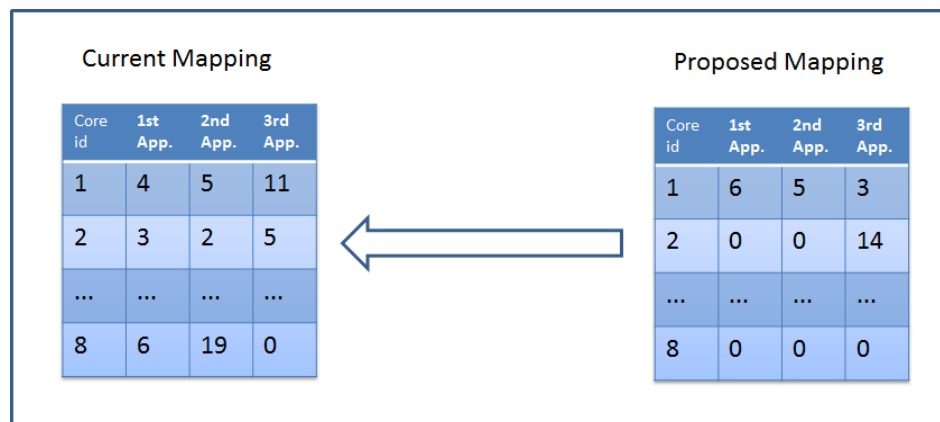 Current Mapping
Core id 1st App. 2nd App. 3rd App.
1 4 5 11
2 3 2 5
... ... ... ...
8 6 19 0
Proposed Mapping
Core id 1st App. 2nd App. 3rd App.
1 6 5 3
2 0 0 14
... ... ... ...
8 0 0 0